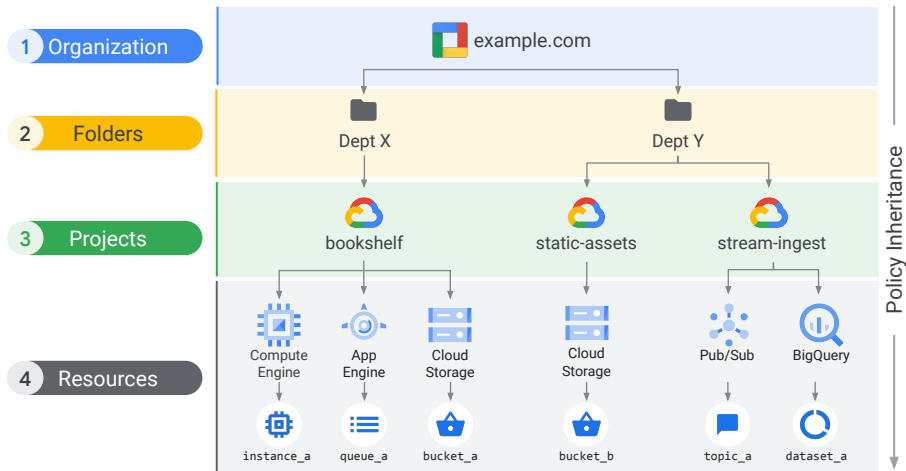 1 Organization
example.com
2 Folders
Dept X
Dept Y
3 Projects
bookshelf
static-assets
stream-ingest
4 Resources
Compute
Engine
App
Engine
Cloud
Storage
Cloud
Storage
Pub/Sub
BigQuery
instance_a
queue_a
bucket_a
bucket_b
topic_a
dataset_a
Policy Inheritance